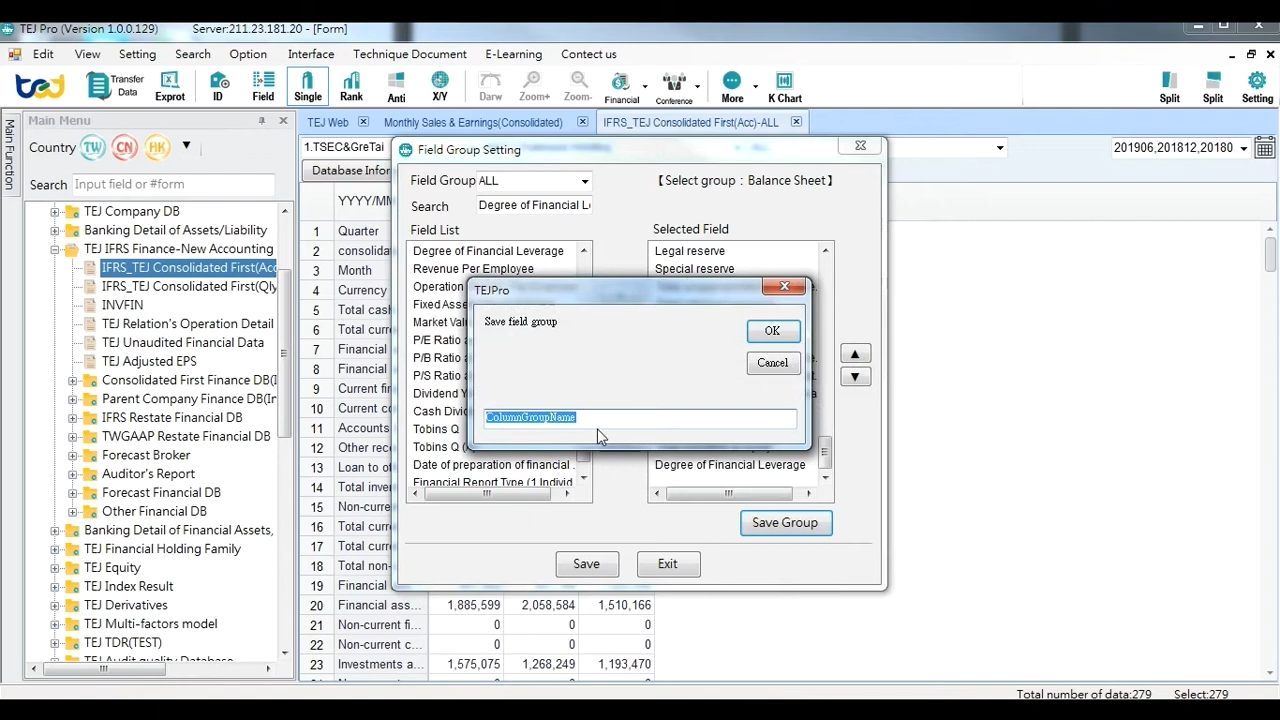 TEJ Pro (Version 1.0.0.129) Server:211.23.181.20 - [Form]
Edit View Setting Search Option Interface Technique Document E-Learning Contact us
Transfer Data Exprot ID Field Single Rank Anti X/Y Darw Zoom+ Zoom- Financial Conference More K Chart Split Split Setting
Main Function
Main Menu
Country TW CN HK
Search Input field or #form
TEJ Company DB
Banking Detail of Assets/Liability
TEJ IFRS Finance-New Accounting
IFRS_TEJ Consolidated First(Acc
IFRS_TEJ Consolidated First(Qly
INVFIN
TEJ Relation's Operation Detail
TEJ Unaudited Financial Data
TEJ Adjusted EPS
Consolidated First Finance DB(I
Parent Company Finance DB(In
IFRS Restate Financial DB
TWGAAP Restate Financial DB
Forecast Broker
Auditor's Report
Forecast Financial DB
Other Financial DB
Banking Detail of Financial Assets,
TEJ Financial Holding Family
TEJ Equity
TEJ Index Result
TEJ Derivatives
TEJ Multi-factors model
TEJ TDR(TEST)
TEJ Audit quality Database
TEJ Web Monthly Sales & Earnings(Consolidated) IFRS_TEJ Consolidated First(Acc)-ALL
1.TSEC&GreTai 201906,201812,20180
Database Infor
YYYY/MM
1 Quarter
2 consolida
3 Month
4 Currency
5 Total cash
6 Total curre
7 Financial
8 Financial
9 Current fi
10 Current co
11 Accounts
12 Other rece
13 Loan to ot
14 Total inve
15 Non-curre
16 Total curre
17 Total curre
18 Total non-
19 Financial
20 Financial asse... 1,885,599 2,058,584 1,510,166
21 Non-current fi... 0 0 0
22 Non-current c... 0 0 0
23 Investments a... 1,575,075 1,268,249 1,193,470
Field Group Setting
Field Group ALL 【Select group：Balance Sheet】
Search Degree of Financial L
Field List
Degree of Financial Leverage
Revenue Per Employee
Operation
Fixed Asse
Market Valu
P/E Ratio a
P/B Ratio a
P/S Ratio a
Dividend Y
Cash Divid
Tobins Q
Tobins Q (
Date of preparation of financial .
Financial Report Type (1 Individ
Selected Field
Legal reserve
Special reserve
Degree of Financial Leverage
Save Group
Save Exit
TEJPro
Save field group
OK
Cancel
ColumnGroupName
Total number of data:279 Select:279